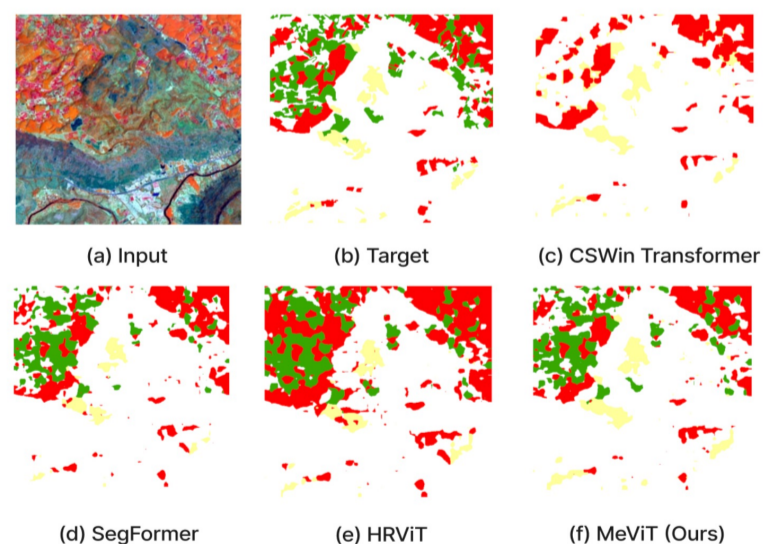 (a) Input
(b) Target
(c) CSWin Transformer
(d) SegFormer
(e) HRViT
(f) MeViT (Ours)